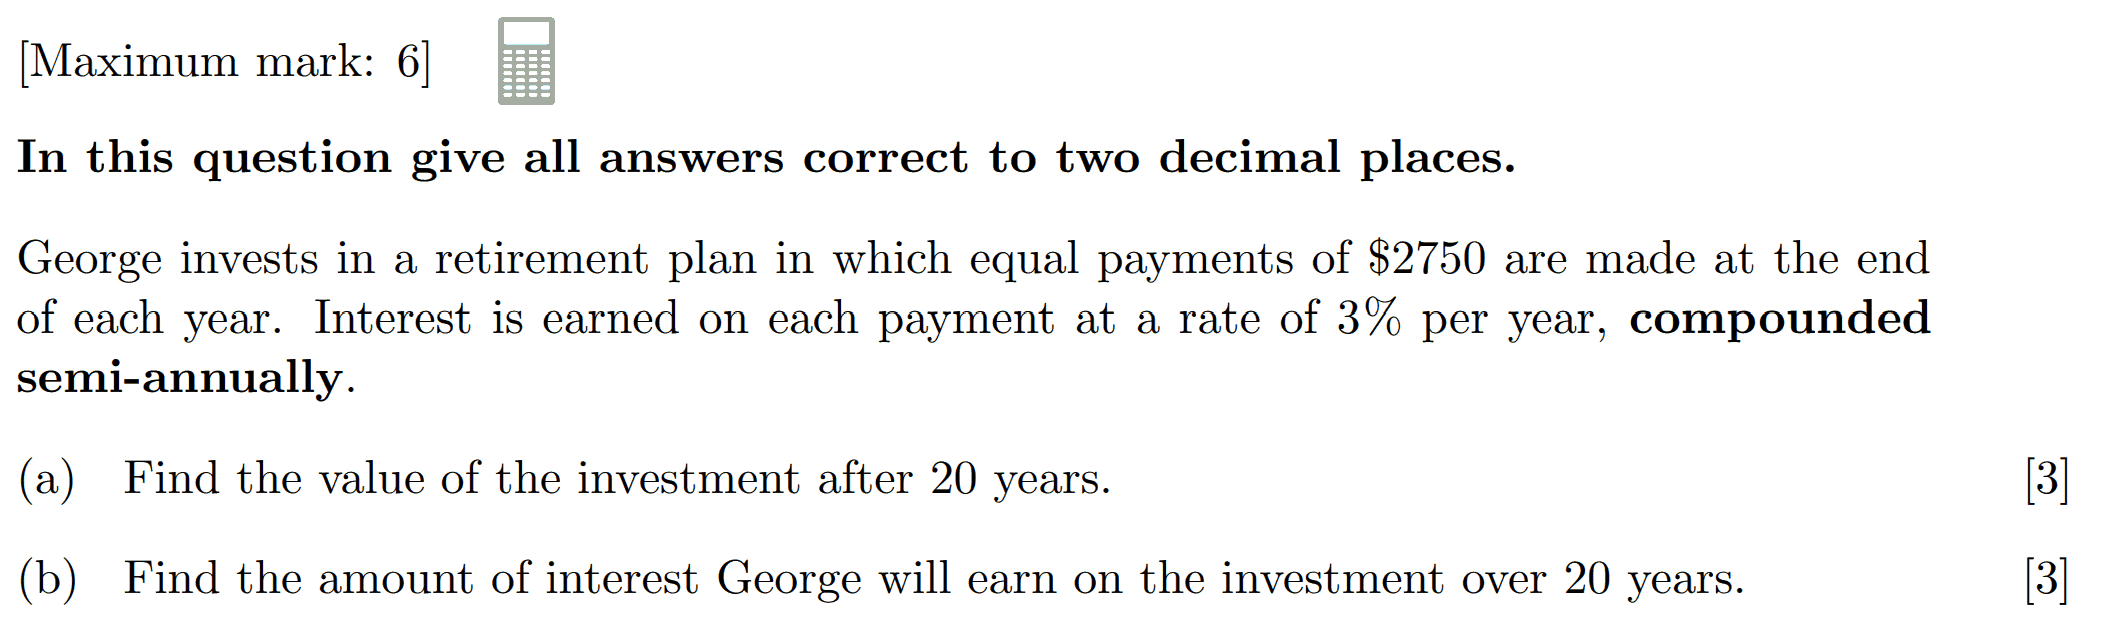 [Maximum mark: 6]
In this question give all answers correct to two decimal places.
George invests in a retirement plan in which equal payments of $2750 are made at the end
of each year. Interest is earned on each payment at a rate of 3% per year, compounded
semi-annually.
(a) Find the value of the investment after 20 years. [3]
(b) Find the amount of interest George will earn on the investment over 20 years. [3]